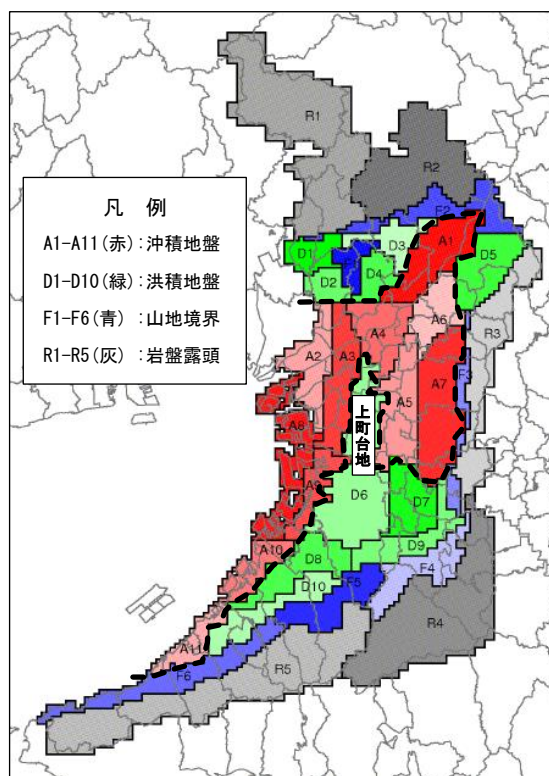 R1
R2
凡 例
A1-A11(赤):沖積地盤
D1-D10(緑):洪積地盤
F1-F6(青):山地境界
R1-R5(灰):岩盤露頭
F2
D1
D3
A1
D5
D2
D4
A6
R3
A2
A3
A4
F3
A7
A5
A8
上町台地
A9
D6
D7
A10
D8
D9
F4
D10
F5
R4
A11
R5
F6